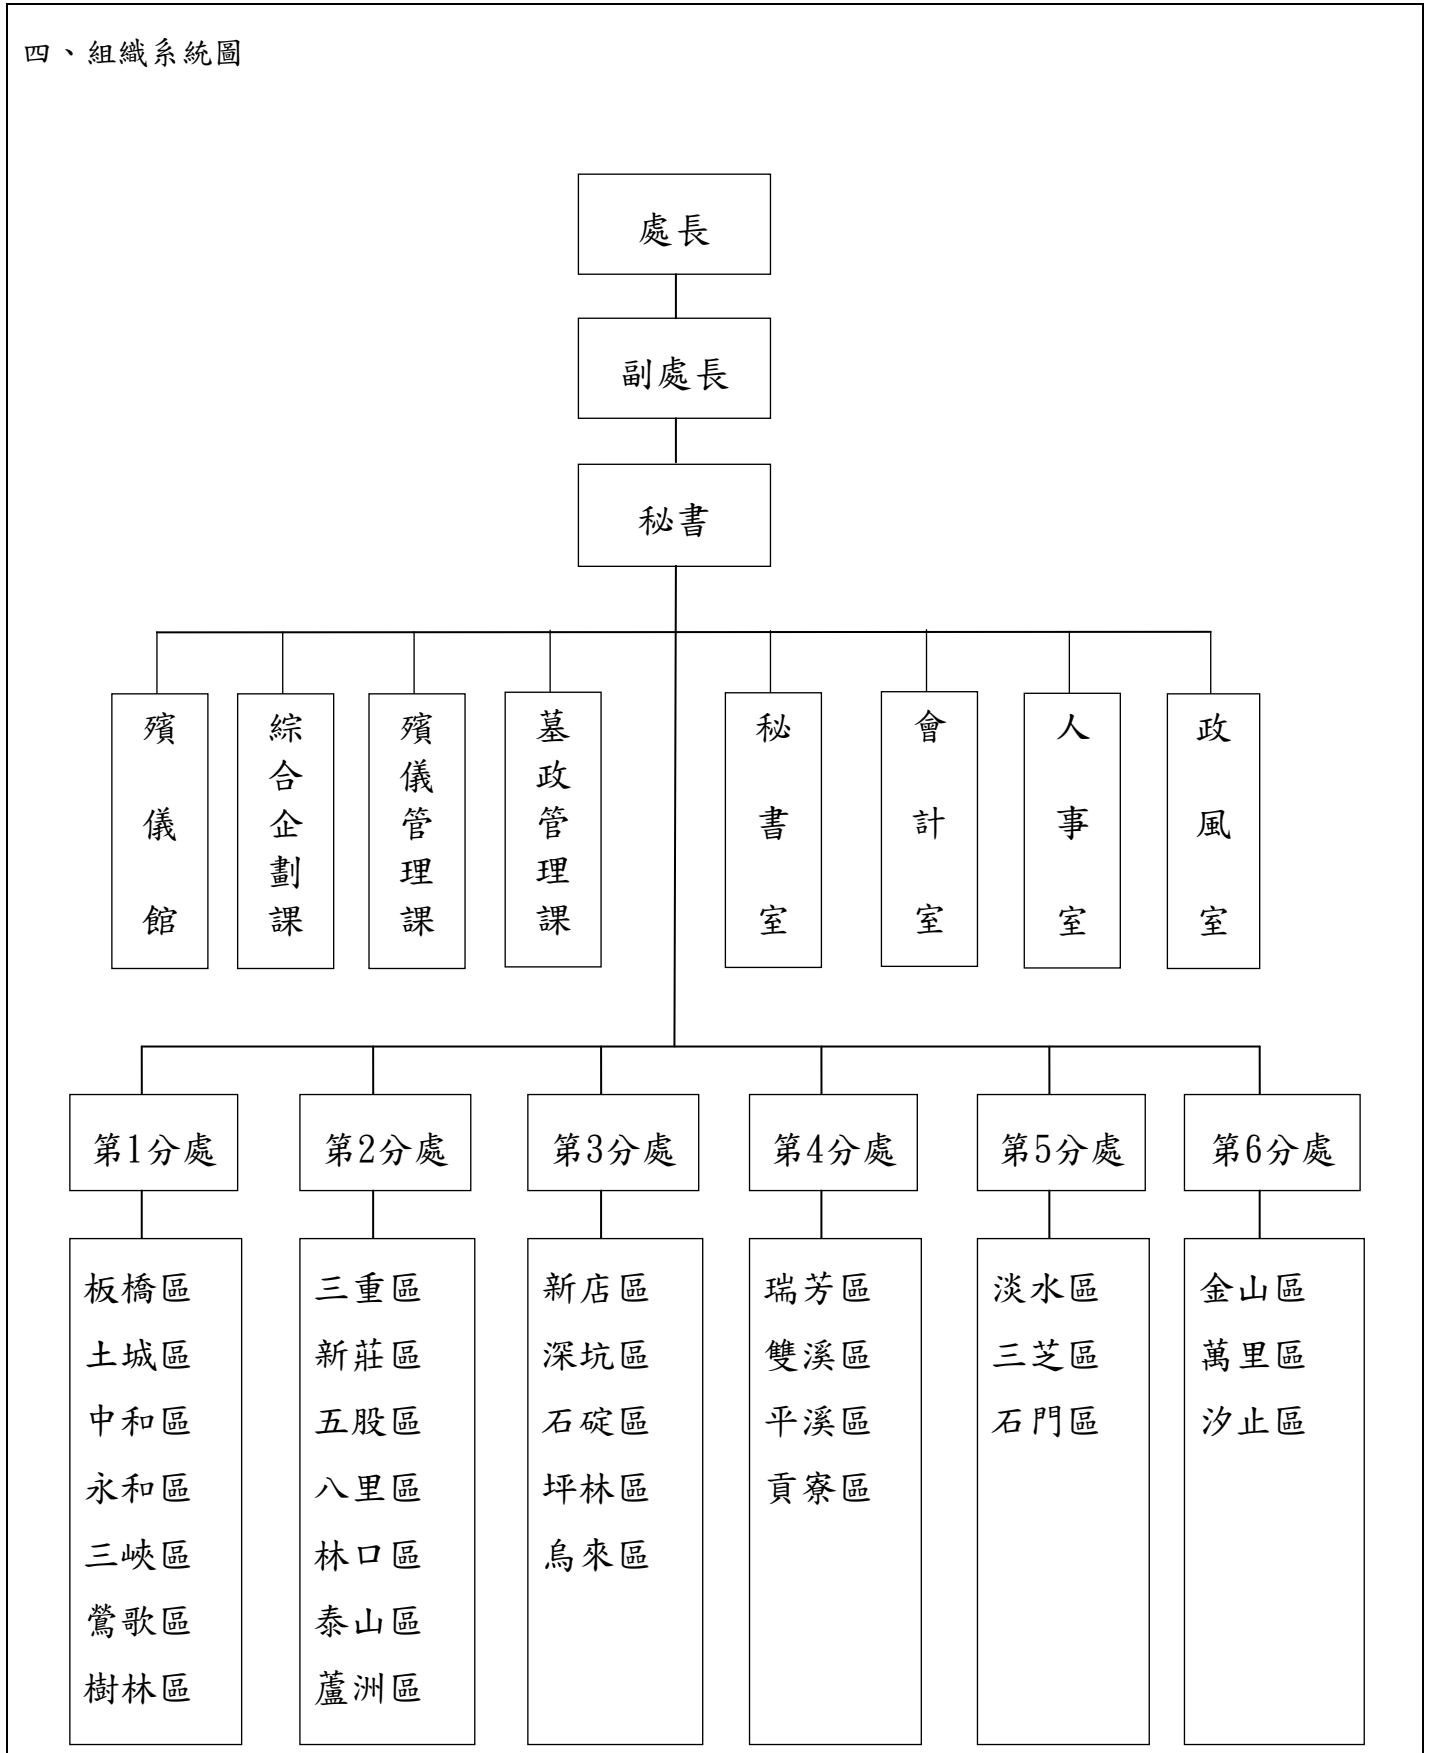 四、組織系統圖
處長
副處長
秘書
殯儀館
綜合企劃課
殯儀管理課
墓政管理課
秘書室
會計室
人事室
政風室
第1分處
第2分處
第3分處
第4分處
第5分處
第6分處
板橋區
土城區
中和區
永和區
三峽區
鶯歌區
樹林區
三重區
新莊區
五股區
八里區
林口區
泰山區
蘆洲區
新店區
深坑區
石碇區
坪林區
烏來區
瑞芳區
雙溪區
平溪區
貢寮區
淡水區
三芝區
石門區
金山區
萬里區
汐止區